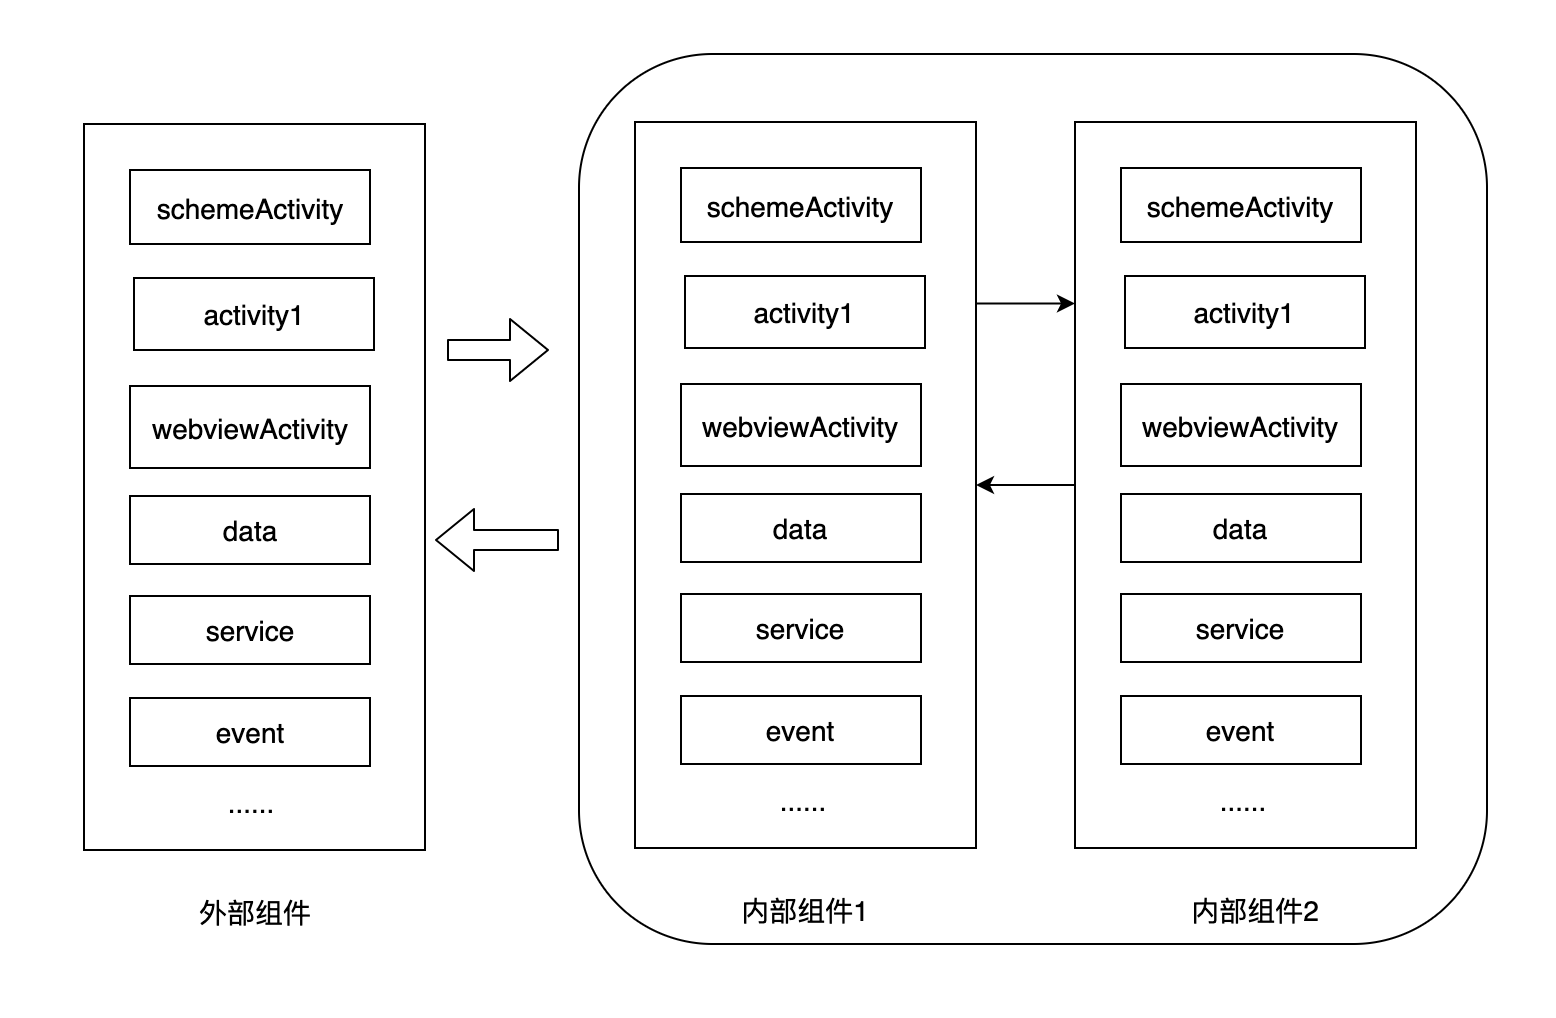 schemeActivity
activity1
webviewActivity
data
service
event
......
外部组件
schemeActivity
activity1
webviewActivity
data
service
event
......
内部组件1
schemeActivity
activity1
webviewActivity
data
service
event
......
内部组件2